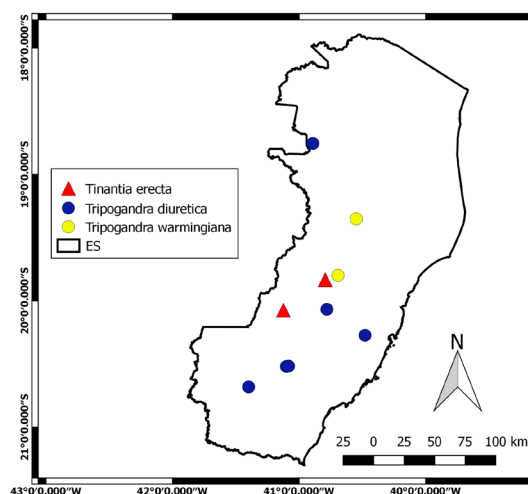 18°0'0.000"S
19°0'0.000"S
20°0'0.000"S
21°0'0.000"S
Tinantia erecta
Tripogandra diuretica
Tripogandra warmingiana
ES
N
25 0 25 50 75 100 km
43°0'0.000"W 42°0'0.000"W 41°0'0.000"W 40°0'0.000"W